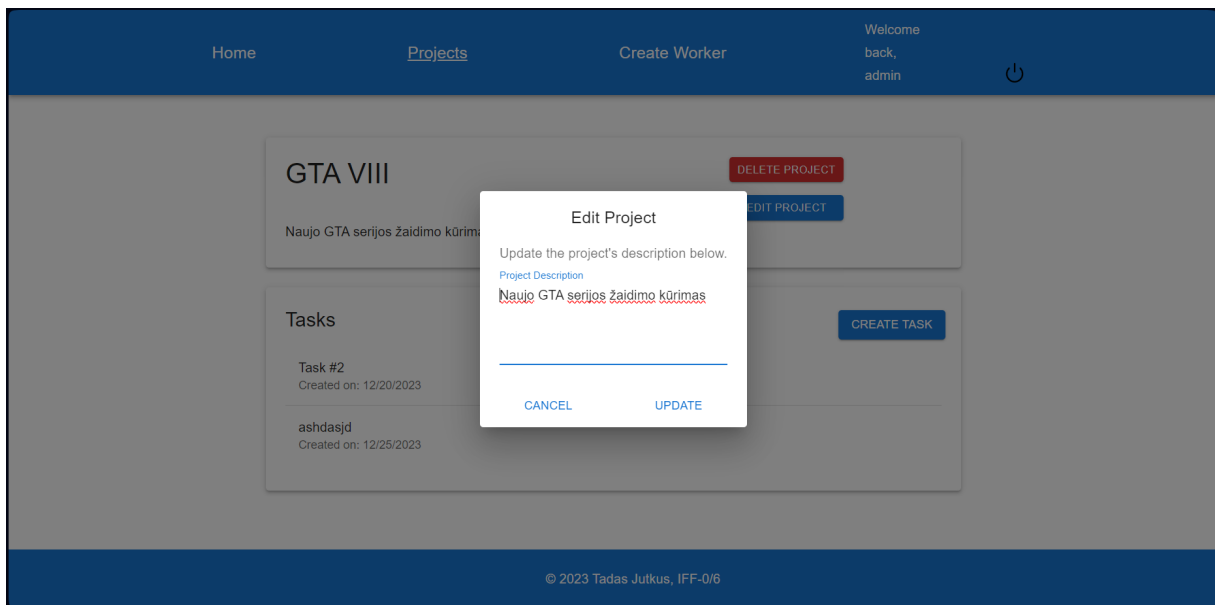 Home
Projects
Create Worker
Welcome
back,
admin
GTA VIII
DELETE PROJECT
EDIT PROJECT
Naujo GTA serijos žaidimo kūrima
Edit Project
Update the project's description below.
Project Description
Naujo GTA serijos žaidimo kūrimas
CANCEL
UPDATE
Tasks
CREATE TASK
Task #2
Created on: 12/20/2023
ashdasjd
Created on: 12/25/2023
© 2023 Tadas Jutkus, IFF-0/6